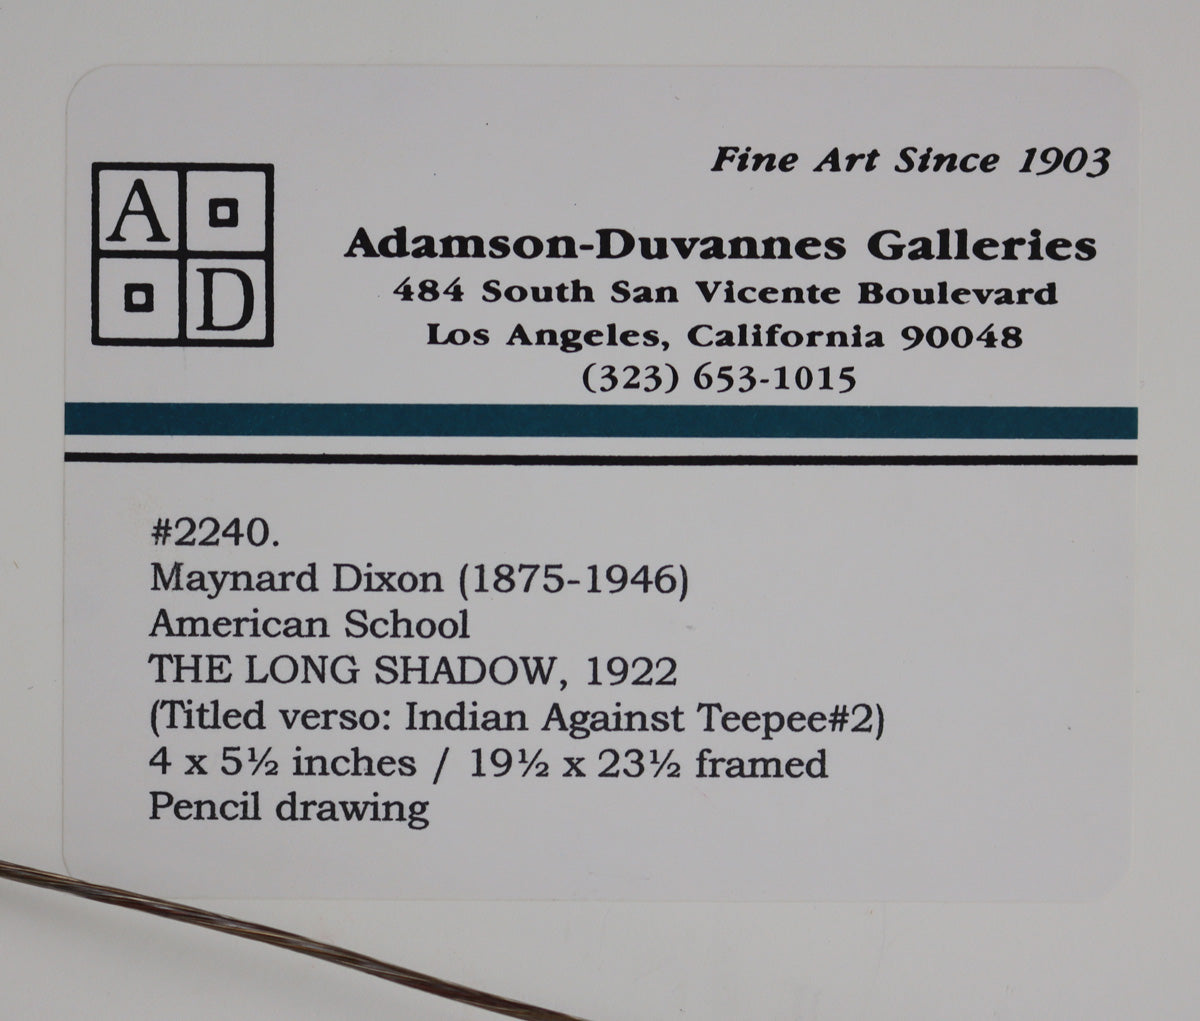 A
D
Fine Art Since 1903
Adamson-Duvannes Galleries
484 South San Vicente Boulevard
Los Angeles, California 90048
(323) 653-1015
#2240.
Maynard Dixon (1875-1946)
American School
THE LONG SHADOW, 1922
(Titled verso: Indian Against Teepee#2)
4 x 5½ inches / 19½ x 23½ framed
Pencil drawing